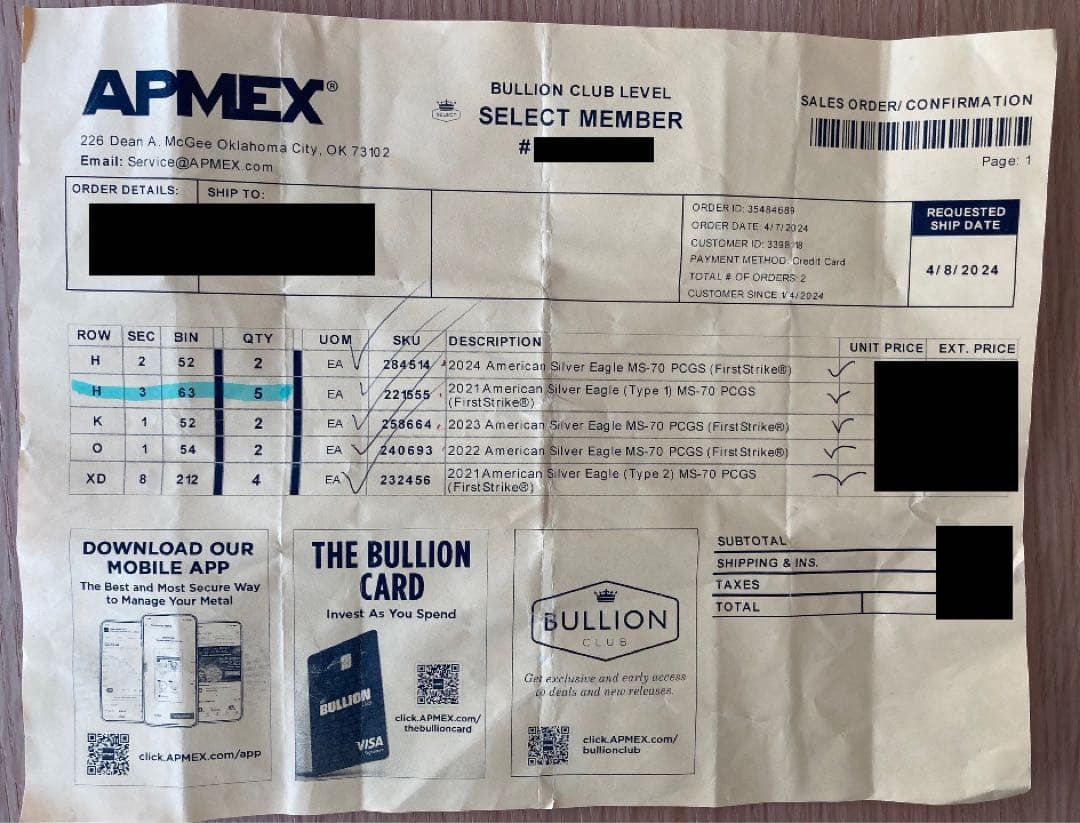 APMEX®
226 Dean A. McGee Oklahoma City, OK 73102
Email: Service@APMEX.com
BULLION CLUB LEVEL
SELECT
SELECT MEMBER
#
SALES ORDER/ CONFIRMATION
Page: 1
ORDER DETAILS: SHIP TO:
ORDER ID: 35484689
ORDER DATE: 4/7/2024
CUSTOMER ID:
PAYMENT METHOD: Credit Card
TOTAL # OF ORDERS: 2
CUSTOMER SINCE 1/4/2024
REQUESTED
SHIP DATE
4/8/2024
ROW SEC BIN QTY UOM SKU DESCRIPTION UNIT PRICE EXT. PRICE
H 2 52 2 EA 284514 2024 American Silver Eagle MS-70 PCGS (FirstStrike®)
H 3 63 5 EA 221555 2021 American Silver Eagle (Type 1) MS-70 PCGS
(FirstStrike®)
K 1 52 2 EA 258664 2023 American Silver Eagle MS-70 PCGS (FirstStrike®)
O 1 54 2 EA 240693 2022 American Silver Eagle MS-70 PCGS (FirstStrike®)
XD 8 212 4 EA 232456 2021 American Silver Eagle (Type 2) MS-70 PCGS
(FirstStrike®)
DOWNLOAD OUR
MOBILE APP
The Best and Most Secure Way
to Manage Your Metal
click.APMEX.com/app
THE BULLION
CARD
Invest As You Spend
BULLION
VISA
click.APMEX.com/
thebullioncard
BULLION
CLUB
Get exclusive and early access
to deals and new releases.
click.APMEX.com/
bullionclub
SUBTOTAL
SHIPPING & INS.
TAXES
TOTAL